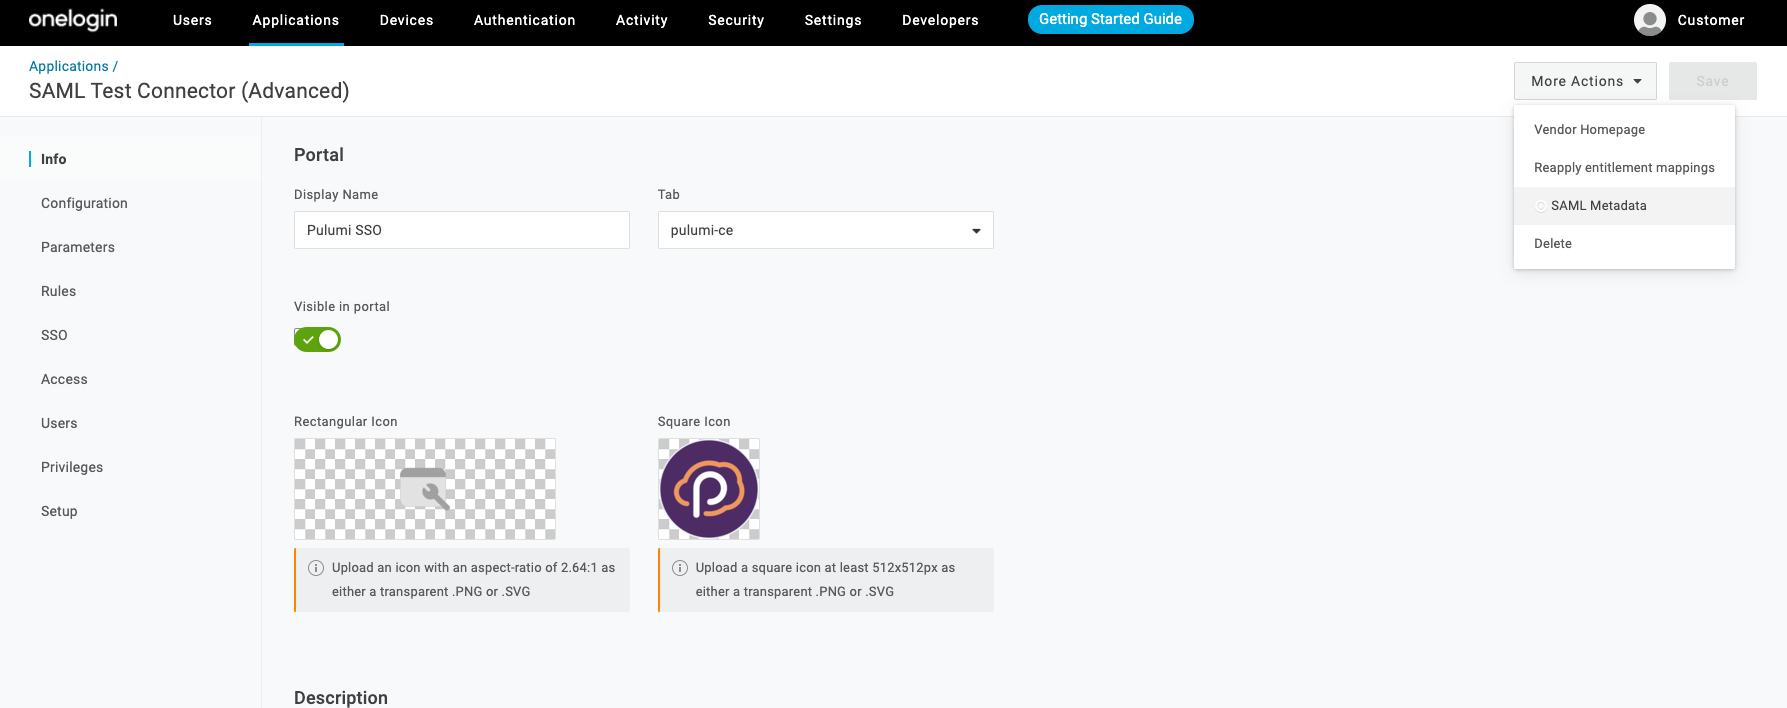 onelogin
Users
Applications
Devices
Authentication
Activity
Security
Settings
Developers
Getting Started Guide
Customer
Applications /
SAML Test Connector (Advanced)
More Actions
Save
Vendor Homepage
Reapply entitlement mappings
SAML Metadata
Delete
Info
Configuration
Parameters
Rules
SSO
Access
Users
Privileges
Setup
Portal
Display Name
Pulumi SSO
Tab
pulumi-ce
Visible in portal
Rectangular Icon
Upload an icon with an aspect-ratio of 2.64:1 as
either a transparent .PNG or .SVG
Square Icon
Upload a square icon at least 512x512px as
either a transparent .PNG or .SVG
Description